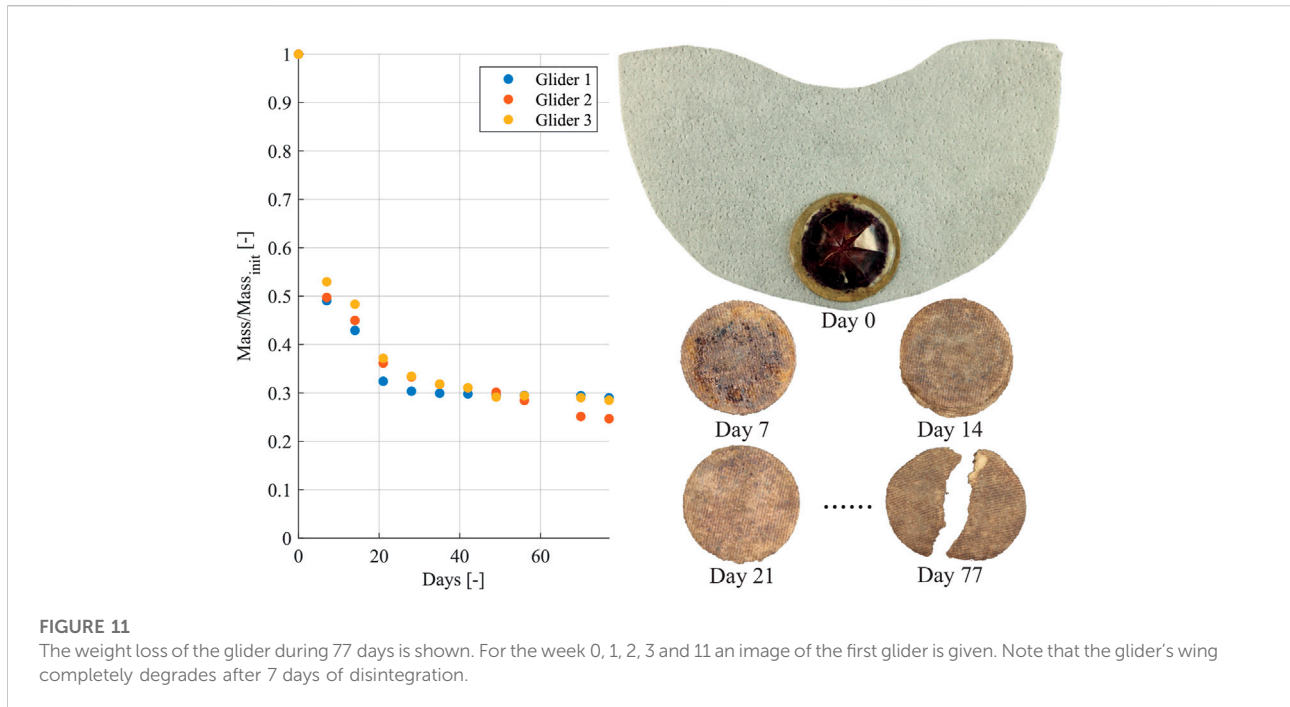 1
0.9
0.8
0.7
0.6
0.5
0.4
0.3
0.2
0.1
0
Mass/Mass_init [-]
0 20 40 60
Days [-]
Glider 1
Glider 2
Glider 3
Day 0
Day 7 Day 14
Day 21 ...... Day 77
FIGURE 11
The weight loss of the glider during 77 days is shown. For the week 0, 1, 2, 3 and 11 an image of the first glider is given. Note that the glider's wing
completely degrades after 7 days of disintegration.